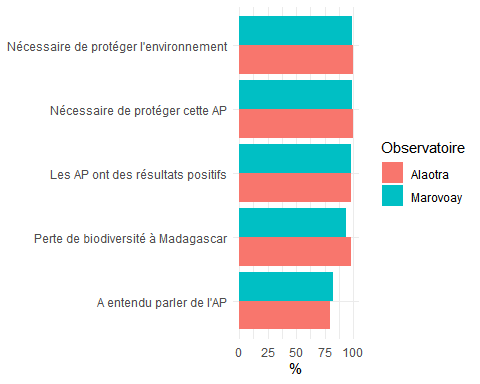 Nécessaire de protéger l'environnement
Nécessaire de protéger cette AP
Les AP ont des résultats positifs
Perte de biodiversité à Madagascar
A entendu parler de l'AP
0 25 50 75 100
%
Observatoire
Alaotra
Marovoay